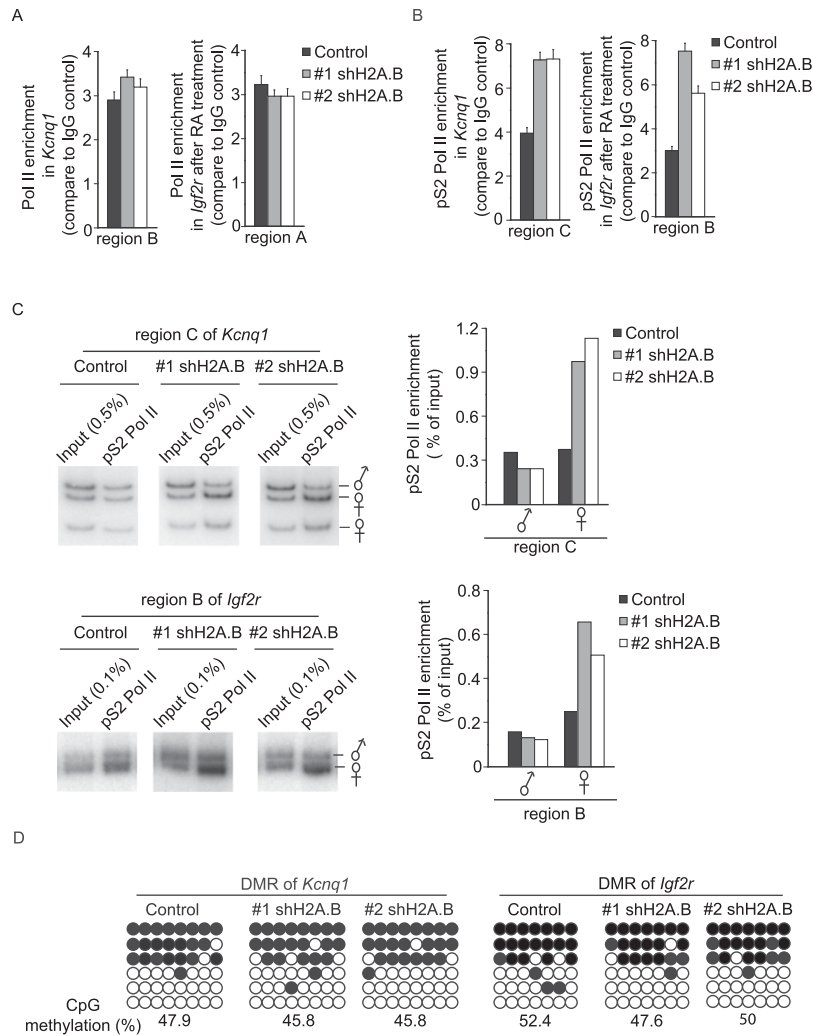 A
Pol II enrichment
in Kcnq1
(compare to IgG control)
4
3
2
1
0
region B
Pol II enrichment
in Igf2r after RA treatment
(compare to IgG control)
4
3
2
1
0
region A
Control
#1 shH2A.B
#2 shH2A.B
B
pS2 Pol II enrichment
in Kcnq1
(compare to IgG control)
8
6
4
2
0
region C
pS2 Pol II enrichment
in Igf2r after RA treatment
(compare to IgG control)
8
6
4
2
0
region B
Control
#1 shH2A.B
#2 shH2A.B
C
region C of Kcnq1
Control #1 shH2A.B #2 shH2A.B
Input (0.5%) pS2 Pol II Input (0.5%) pS2 Pol II Input (0.5%) pS2 Pol II
♂
♀
♀
pS2 Pol II enrichment
( % of input)
1.2
0.9
0.6
0.3
0
♂ ♀
region C
Control
#1 shH2A.B
#2 shH2A.B
region B of Igf2r
Control #1 shH2A.B #2 shH2A.B
Input (0.1%) pS2 Pol II Input (0.1%) pS2 Pol II Input (0.1%) pS2 Pol II
♂
♀
pS2 Pol II enrichment
(% of input)
0.8
0.6
0.4
0.2
0
♂ ♀
region B
Control
#1 shH2A.B
#2 shH2A.B
D
DMR of Kcnq1
Control #1 shH2A.B #2 shH2A.B
DMR of Igf2r
Control #1 shH2A.B #2 shH2A.B
CpG
methylation (%)
47.9 45.8 45.8 52.4 47.6 50